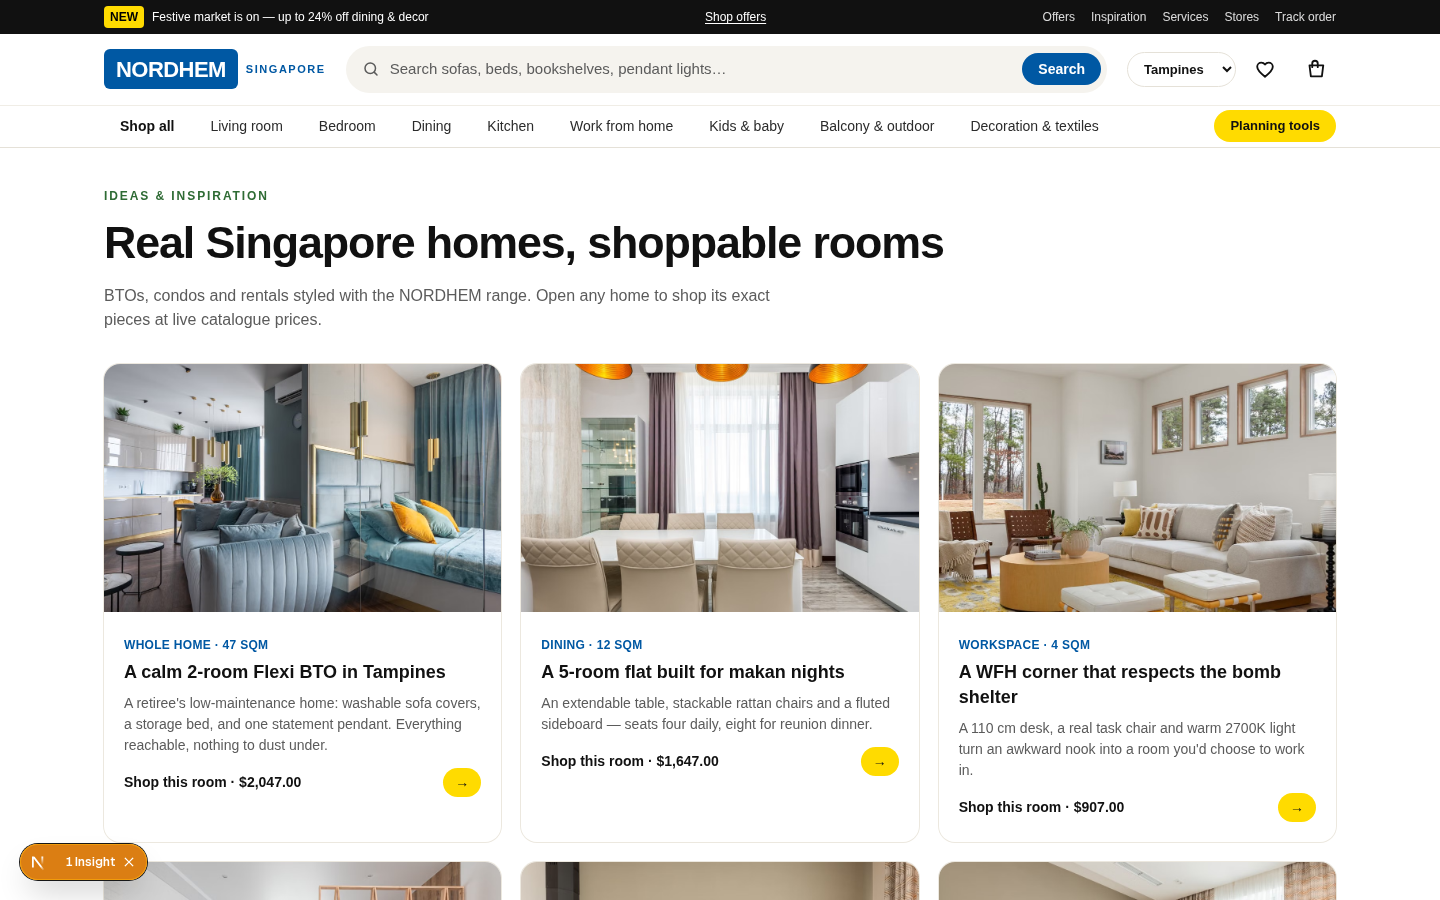 NEW Festive market is on — up to 24% off dining & decor
Shop offers
Offers Inspiration Services Stores Track order
NORDHEM SINGAPORE
Search sofas, beds, bookshelves, pendant lights…
Search
Tampines
Shop all Living room Bedroom Dining Kitchen Work from home Kids & baby Balcony & outdoor Decoration & textiles
Planning tools
IDEAS & INSPIRATION
Real Singapore homes, shoppable rooms
BTOs, condos and rentals styled with the NORDHEM range. Open any home to shop its exact
pieces at live catalogue prices.
WHOLE HOME · 47 SQM
A calm 2-room Flexi BTO in Tampines
A retiree's low-maintenance home: washable sofa covers,
a storage bed, and one statement pendant. Everything
reachable, nothing to dust under.
Shop this room · $2,047.00 →
DINING · 12 SQM
A 5-room flat built for makan nights
An extendable table, stackable rattan chairs and a fluted
sideboard — seats four daily, eight for reunion dinner.
Shop this room · $1,647.00 →
WORKSPACE · 4 SQM
A WFH corner that respects the bomb
shelter
A 110 cm desk, a real task chair and warm 2700K light
turn an awkward nook into a room you'd choose to work
in.
Shop this room · $907.00 →
1 Insight